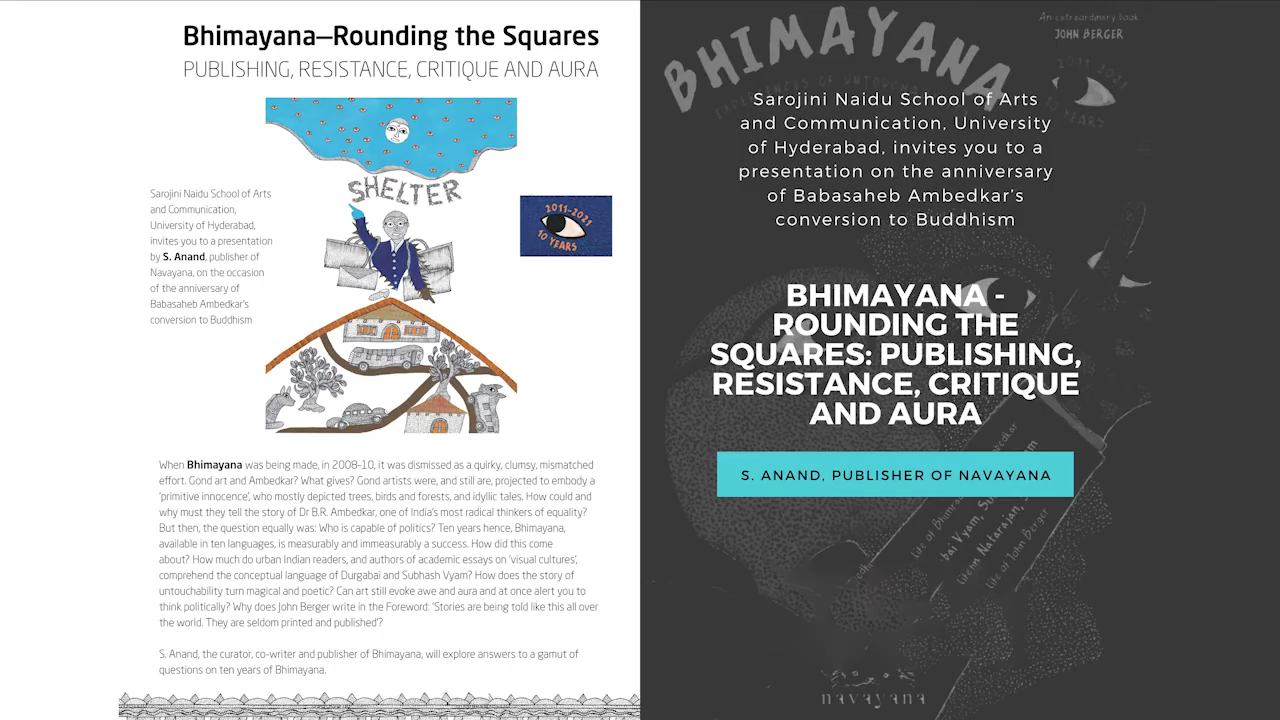 Bhimayana—Rounding the Squares
PUBLISHING, RESISTANCE, CRITIQUE AND AURA
SHELTER
2011-2021
10 YEARS
Sarojini Naidu School of Arts
and Communication,
University of Hyderabad,
invites you to a presentation
by S. Anand, publisher of
Navayana, on the occasion
of the anniversary of
Babasaheb Ambedkar's
conversion to Buddhism
When Bhimayana was being made, in 2008–10, it was dismissed as a quirky, clumsy, mismatched
effort. Gond art and Ambedkar? What gives? Gond artists were, and still are, projected to embody a
'primitive innocence', who mostly depicted trees, birds and forests, and idyllic tales. How could and
why must they tell the story of Dr B.R. Ambedkar, one of India's most radical thinkers of equality?
But then, the question equally was: Who is capable of politics? Ten years hence, Bhimayana,
available in ten languages, is measurably and immeasurably a success. How did this come
about? How much do urban Indian readers, and authors of academic essays on 'visual cultures',
comprehend the conceptual language of Durgabai and Subhash Vyam? How does the story of
untouchability turn magical and poetic? Can art still evoke awe and aura and at once alert you to
think politically? Why does John Berger write in the Foreword: 'Stories are being told like this all over
the world. They are seldom printed and published'?
S. Anand, the curator, co-writer and publisher of Bhimayana, will explore answers to a gamut of
questions on ten years of Bhimayana.
An extraordinary book
JOHN BERGER
BHIMAYANA
2011-2021
YEARS
Sarojini Naidu School of Arts
and Communication, University
of Hyderabad, invites you to a
presentation on the anniversary
of Babasaheb Ambedkar's
conversion to Buddhism
BHIMAYANA -
ROUNDING THE
SQUARES: PUBLISHING,
RESISTANCE, CRITIQUE
AND AURA
S. ANAND, PUBLISHER OF NAVAYANA
navayana